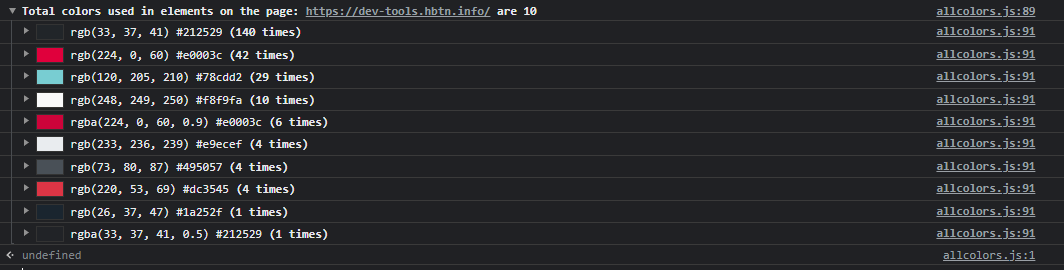 Total colors used in elements on the page: https://dev-tools.hbtn.info/ are 10 allcolors.js:89
rgb(33, 37, 41) #212529 (140 times) allcolors.js:91
rgb(224, 0, 60) #e0003c (42 times) allcolors.js:91
rgb(120, 205, 210) #78cdd2 (29 times) allcolors.js:91
rgb(248, 249, 250) #f8f9fa (10 times) allcolors.js:91
rgba(224, 0, 60, 0.9) #e0003c (6 times) allcolors.js:91
rgb(233, 236, 239) #e9ecef (4 times) allcolors.js:91
rgb(73, 80, 87) #495057 (4 times) allcolors.js:91
rgb(220, 53, 69) #dc3545 (4 times) allcolors.js:91
rgb(26, 37, 47) #1a252f (1 times) allcolors.js:91
rgba(33, 37, 41, 0.5) #212529 (1 times) allcolors.js:91
undefined allcolors.js:1